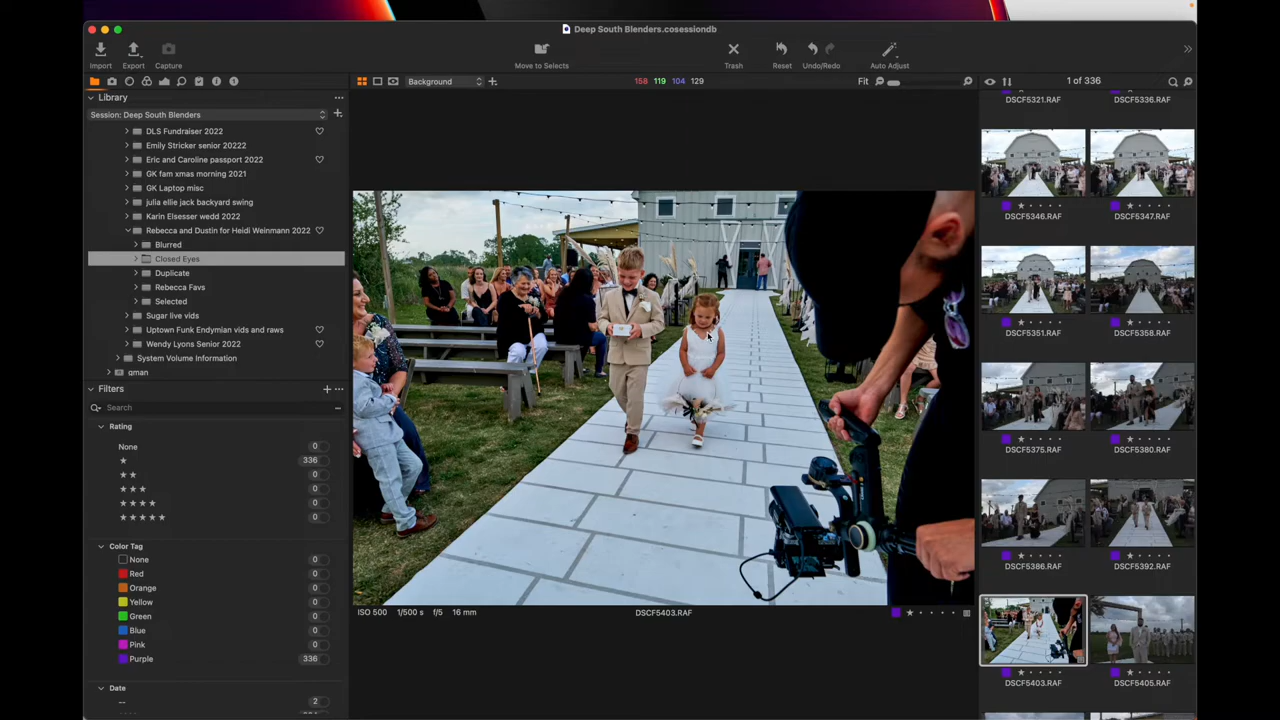 Deep South Blenders.cosessiondb
Import Export Capture Move to Selects Trash Reset Undo/Redo Auto Adjust
Background 158 119 104 129 Fit 1 of 336
Library
Session: Deep South Blenders
DLS Fundraiser 2022
Emily Stricker senior 20222
Eric and Caroline passport 2022
GK fam xmas morning 2021
GK Laptop misc
julia ellie jack backyard swing
Karin Elsesser wedd 2022
Rebecca and Dustin for Heidi Weinmann 2022
Blurred
Closed Eyes
Duplicate
Rebecca Favs
Selected
Sugar live vids
Uptown Funk Endymian vids and raws
Wendy Lyons Senior 2022
System Volume Information
gman
Filters
Search
Rating
None 0
336
0
0
0
0
Color Tag
None 0
Red 0
Orange 0
Yellow 0
Green 0
Blue 0
Pink 0
Purple 336
Date
-- 2
ISO 500 1/500 s f/5 16 mm DSCF5403.RAF
DSCF5321.RAF DSCF5336.RAF
DSCF5346.RAF DSCF5347.RAF
DSCF5351.RAF DSCF5358.RAF
DSCF5375.RAF DSCF5380.RAF
DSCF5386.RAF DSCF5392.RAF
DSCF5403.RAF DSCF5405.RAF